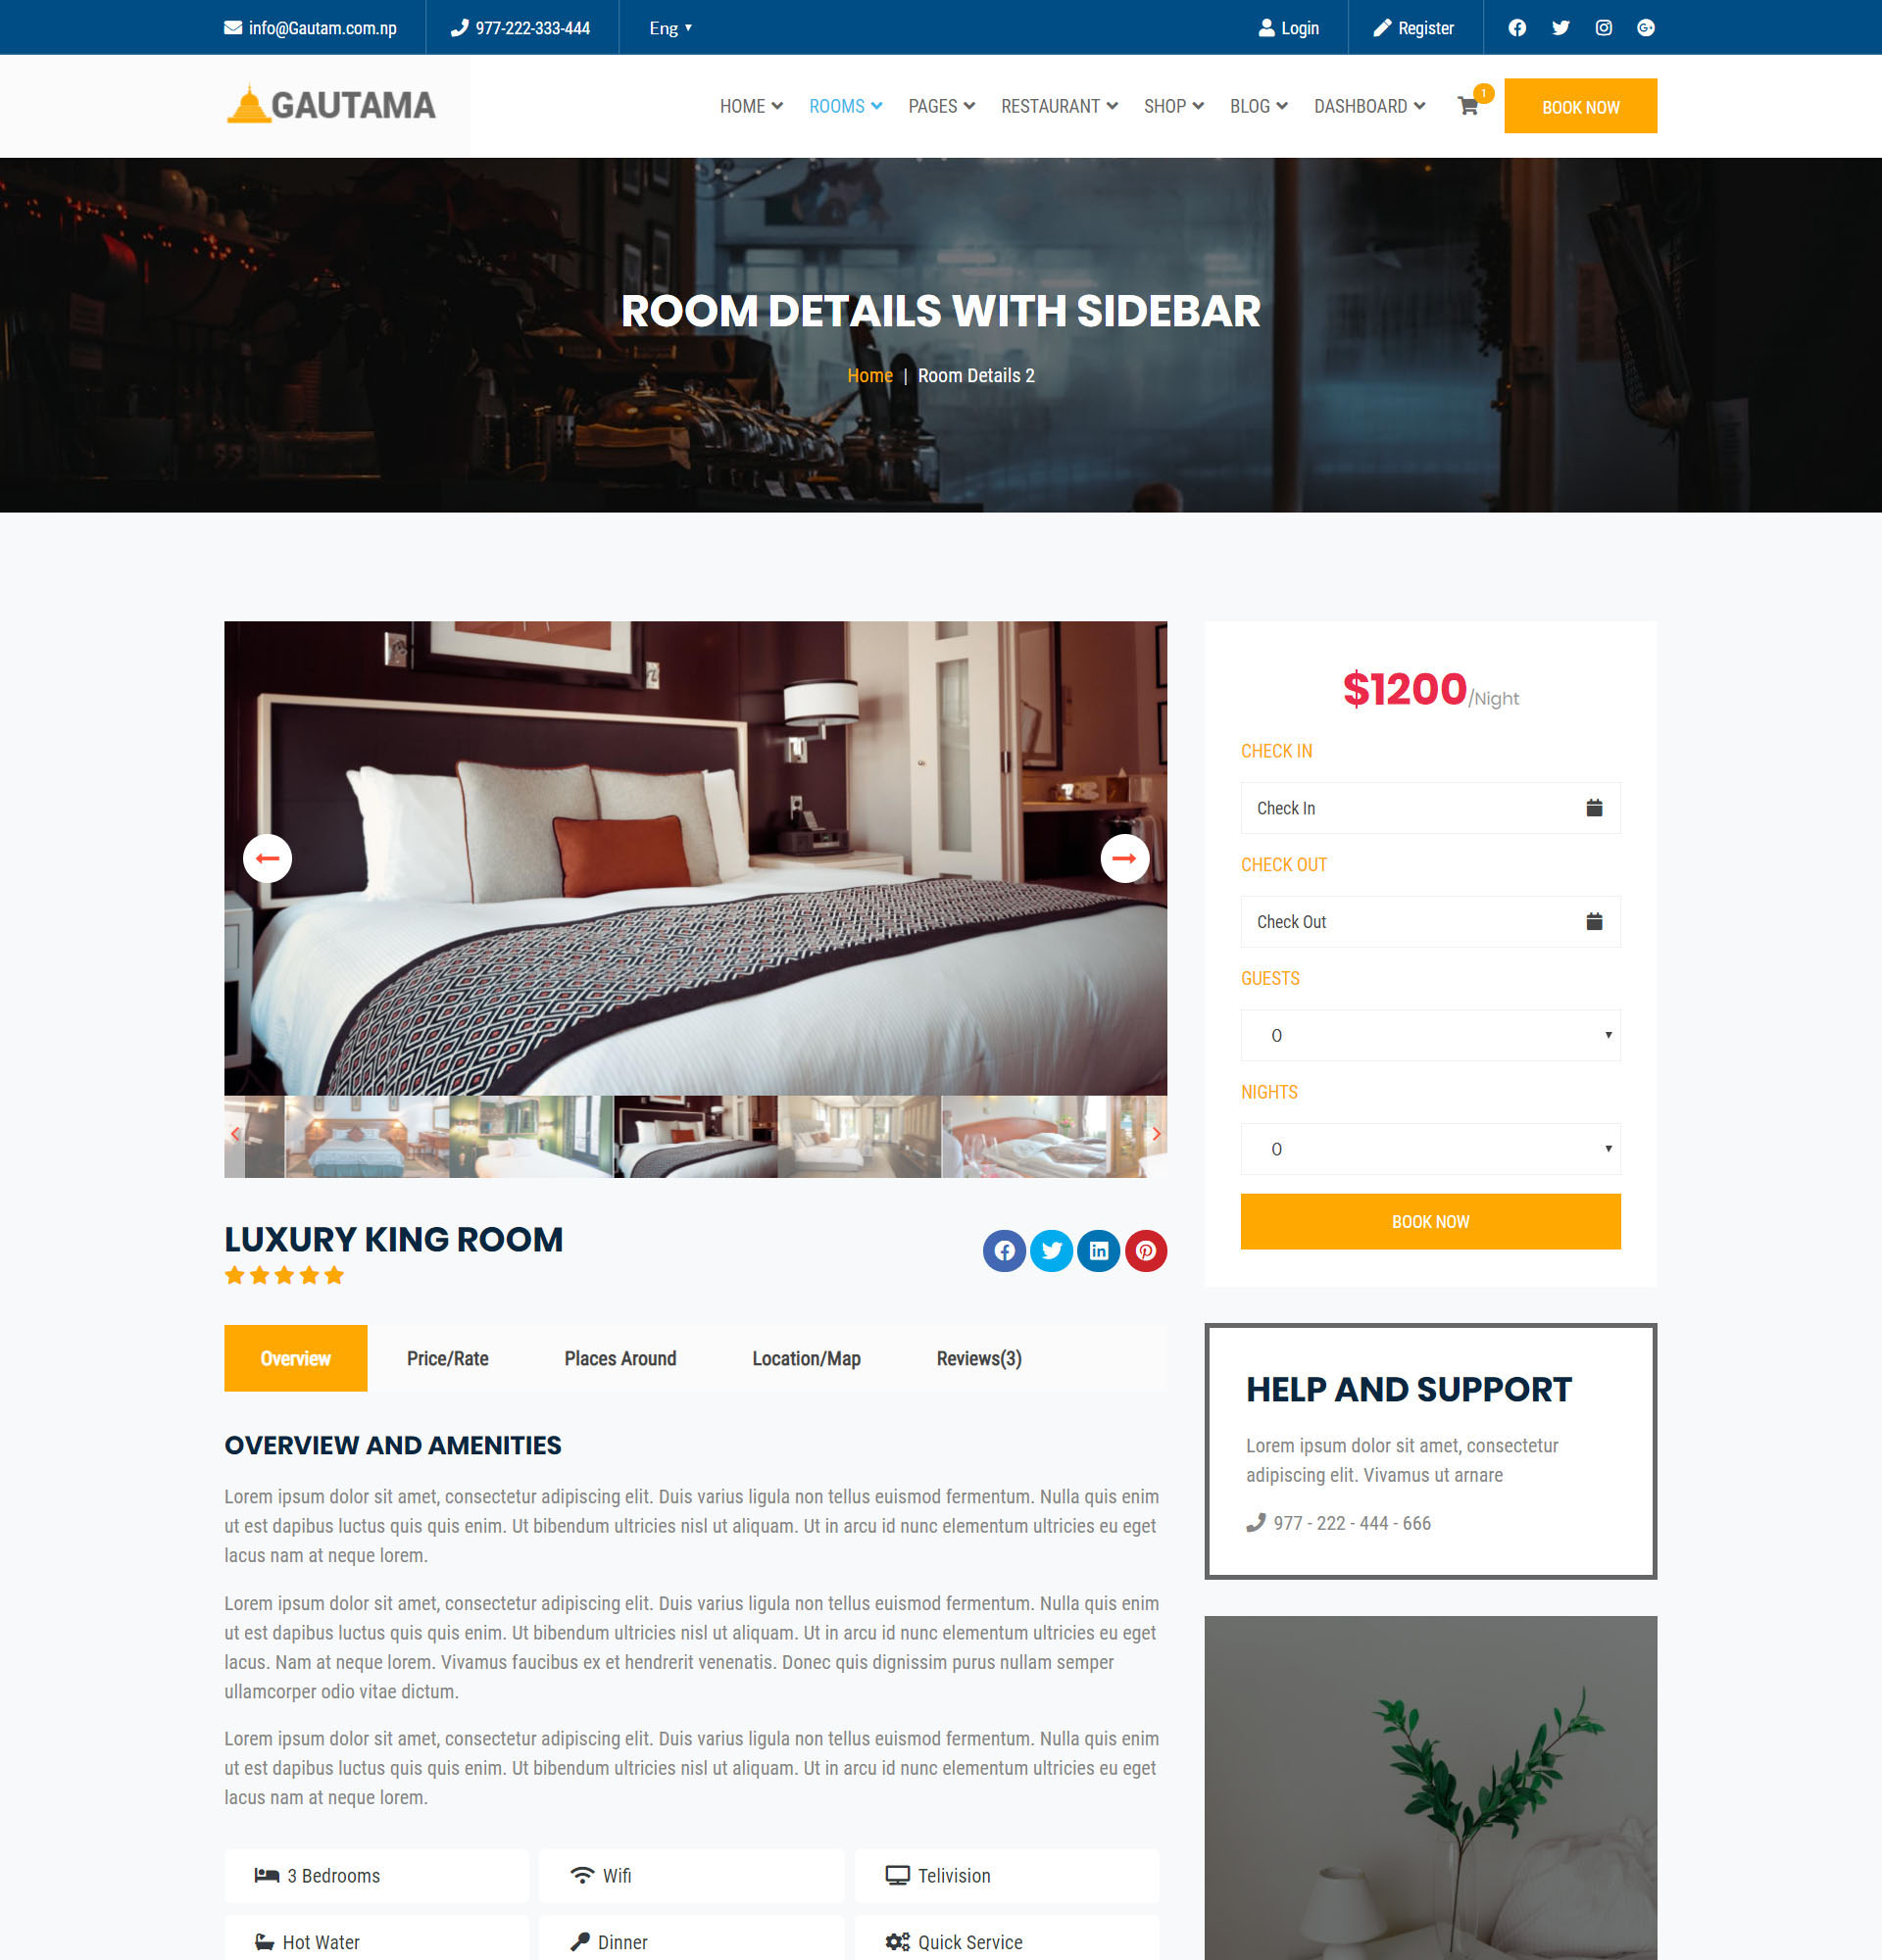 info@Gautam.com.np
977-222-333-444
Eng
Login
Register
GAUTAMA
HOME
ROOMS
PAGES
RESTAURANT
SHOP
BLOG
DASHBOARD
1
BOOK NOW
ROOM DETAILS WITH SIDEBAR
Home | Room Details 2
$1200/Night
CHECK IN
Check In
CHECK OUT
Check Out
GUESTS
0
NIGHTS
0
BOOK NOW
LUXURY KING ROOM
Overview
Price/Rate
Places Around
Location/Map
Reviews(3)
OVERVIEW AND AMENITIES
Lorem ipsum dolor sit amet, consectetur adipiscing elit. Duis varius ligula non tellus euismod fermentum. Nulla quis enim
ut est dapibus luctus quis quis enim. Ut bibendum ultricies nisl ut aliquam. Ut in arcu id nunc elementum ultricies eu eget
lacus nam at neque lorem.
Lorem ipsum dolor sit amet, consectetur adipiscing elit. Duis varius ligula non tellus euismod fermentum. Nulla quis enim
ut est dapibus luctus quis quis enim. Ut bibendum ultricies nisl ut aliquam. Ut in arcu id nunc elementum ultricies eu eget
lacus. Nam at neque lorem. Vivamus faucibus ex et hendrerit venenatis. Donec quis dignissim purus nullam semper
ullamcorper odio vitae dictum.
Lorem ipsum dolor sit amet, consectetur adipiscing elit. Duis varius ligula non tellus euismod fermentum. Nulla quis enim
ut est dapibus luctus quis quis enim. Ut bibendum ultricies nisl ut aliquam. Ut in arcu id nunc elementum ultricies eu eget
lacus nam at neque lorem.
3 Bedrooms
Wifi
Telivision
Hot Water
Dinner
Quick Service
HELP AND SUPPORT
Lorem ipsum dolor sit amet, consectetur
adipiscing elit. Vivamus ut arnare
977 - 222 - 444 - 666